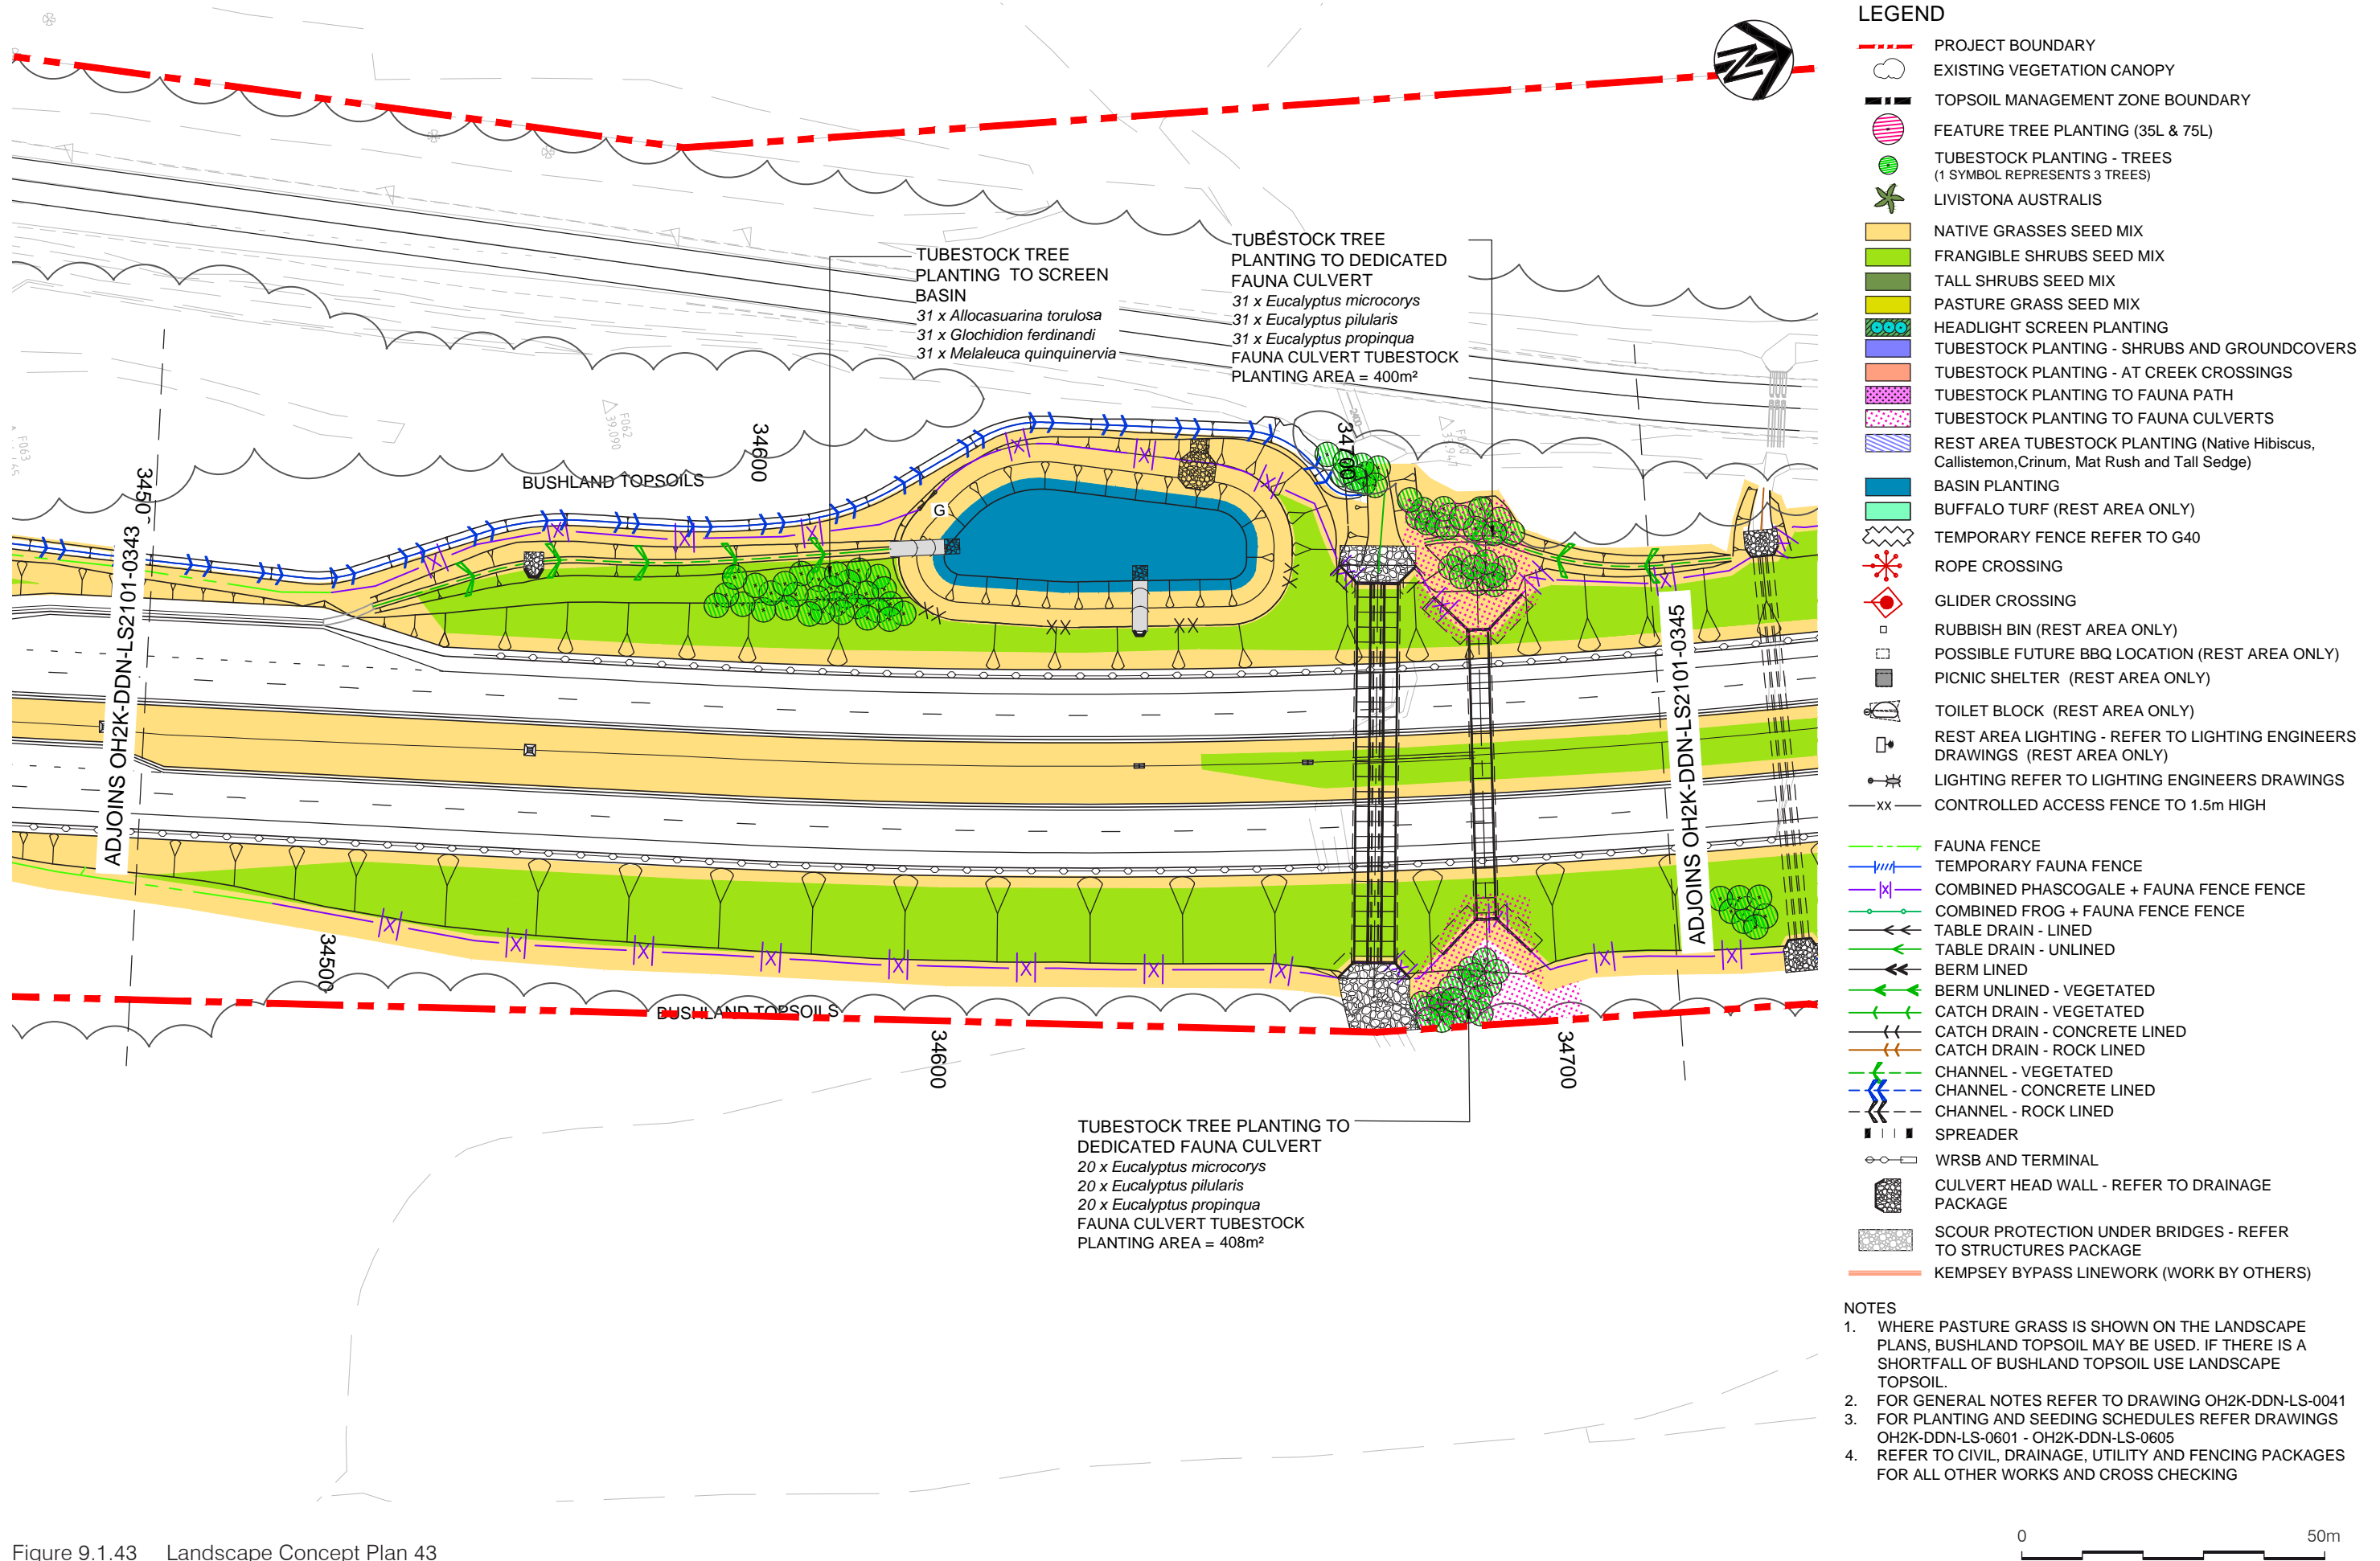 TUBESTOCK TREE
PLANTING TO SCREEN
BASIN
31 x Allocasuarina torulosa
31 x Glochidion ferdinandi
31 x Melaleuca quinquinervia
TUBESTOCK TREE
PLANTING TO DEDICATED
FAUNA CULVERT
31 x Eucalyptus microcorys
31 x Eucalyptus pilularis
31 x Eucalyptus propinqua
FAUNA CULVERT TUBESTOCK
PLANTING AREA = 400m²
F062
39.090
F063
34600
34700
BUSHLAND TOPSOILS
G
ADJOINS OH2K-DDN-LS2101-0343
ADJOINS OH2K-DDN-LS2101-0345
34500
34600
34700
BUSHLAND TOPSOILS
TUBESTOCK TREE PLANTING TO
DEDICATED FAUNA CULVERT
20 x Eucalyptus microcorys
20 x Eucalyptus pilularis
20 x Eucalyptus propinqua
FAUNA CULVERT TUBESTOCK
PLANTING AREA = 408m²
LEGEND
PROJECT BOUNDARY
EXISTING VEGETATION CANOPY
TOPSOIL MANAGEMENT ZONE BOUNDARY
FEATURE TREE PLANTING (35L & 75L)
TUBESTOCK PLANTING - TREES
(1 SYMBOL REPRESENTS 3 TREES)
LIVISTONA AUSTRALIS
NATIVE GRASSES SEED MIX
FRANGIBLE SHRUBS SEED MIX
TALL SHRUBS SEED MIX
PASTURE GRASS SEED MIX
HEADLIGHT SCREEN PLANTING
TUBESTOCK PLANTING - SHRUBS AND GROUNDCOVERS
TUBESTOCK PLANTING - AT CREEK CROSSINGS
TUBESTOCK PLANTING TO FAUNA PATH
TUBESTOCK PLANTING TO FAUNA CULVERTS
REST AREA TUBESTOCK PLANTING (Native Hibiscus,
Callistemon,Crinum, Mat Rush and Tall Sedge)
BASIN PLANTING
BUFFALO TURF (REST AREA ONLY)
TEMPORARY FENCE REFER TO G40
ROPE CROSSING
GLIDER CROSSING
RUBBISH BIN (REST AREA ONLY)
POSSIBLE FUTURE BBQ LOCATION (REST AREA ONLY)
PICNIC SHELTER (REST AREA ONLY)
TOILET BLOCK (REST AREA ONLY)
REST AREA LIGHTING - REFER TO LIGHTING ENGINEERS
DRAWINGS (REST AREA ONLY)
LIGHTING REFER TO LIGHTING ENGINEERS DRAWINGS
XX CONTROLLED ACCESS FENCE TO 1.5m HIGH
FAUNA FENCE
TEMPORARY FAUNA FENCE
COMBINED PHASCOGALE + FAUNA FENCE FENCE
COMBINED FROG + FAUNA FENCE FENCE
TABLE DRAIN - LINED
TABLE DRAIN - UNLINED
BERM LINED
BERM UNLINED - VEGETATED
CATCH DRAIN - VEGETATED
CATCH DRAIN - CONCRETE LINED
CATCH DRAIN - ROCK LINED
CHANNEL - VEGETATED
CHANNEL - CONCRETE LINED
CHANNEL - ROCK LINED
SPREADER
WRSB AND TERMINAL
CULVERT HEAD WALL - REFER TO DRAINAGE
PACKAGE
SCOUR PROTECTION UNDER BRIDGES - REFER
TO STRUCTURES PACKAGE
KEMPSEY BYPASS LINEWORK (WORK BY OTHERS)
NOTES
1. WHERE PASTURE GRASS IS SHOWN ON THE LANDSCAPE
PLANS, BUSHLAND TOPSOIL MAY BE USED. IF THERE IS A
SHORTFALL OF BUSHLAND TOPSOIL USE LANDSCAPE
TOPSOIL.
2. FOR GENERAL NOTES REFER TO DRAWING OH2K-DDN-LS-0041
3. FOR PLANTING AND SEEDING SCHEDULES REFER DRAWINGS
OH2K-DDN-LS-0601 - OH2K-DDN-LS-0605
4. REFER TO CIVIL, DRAINAGE, UTILITY AND FENCING PACKAGES
FOR ALL OTHER WORKS AND CROSS CHECKING
0 50m
Figure 9.1.43 Landscape Concept Plan 43